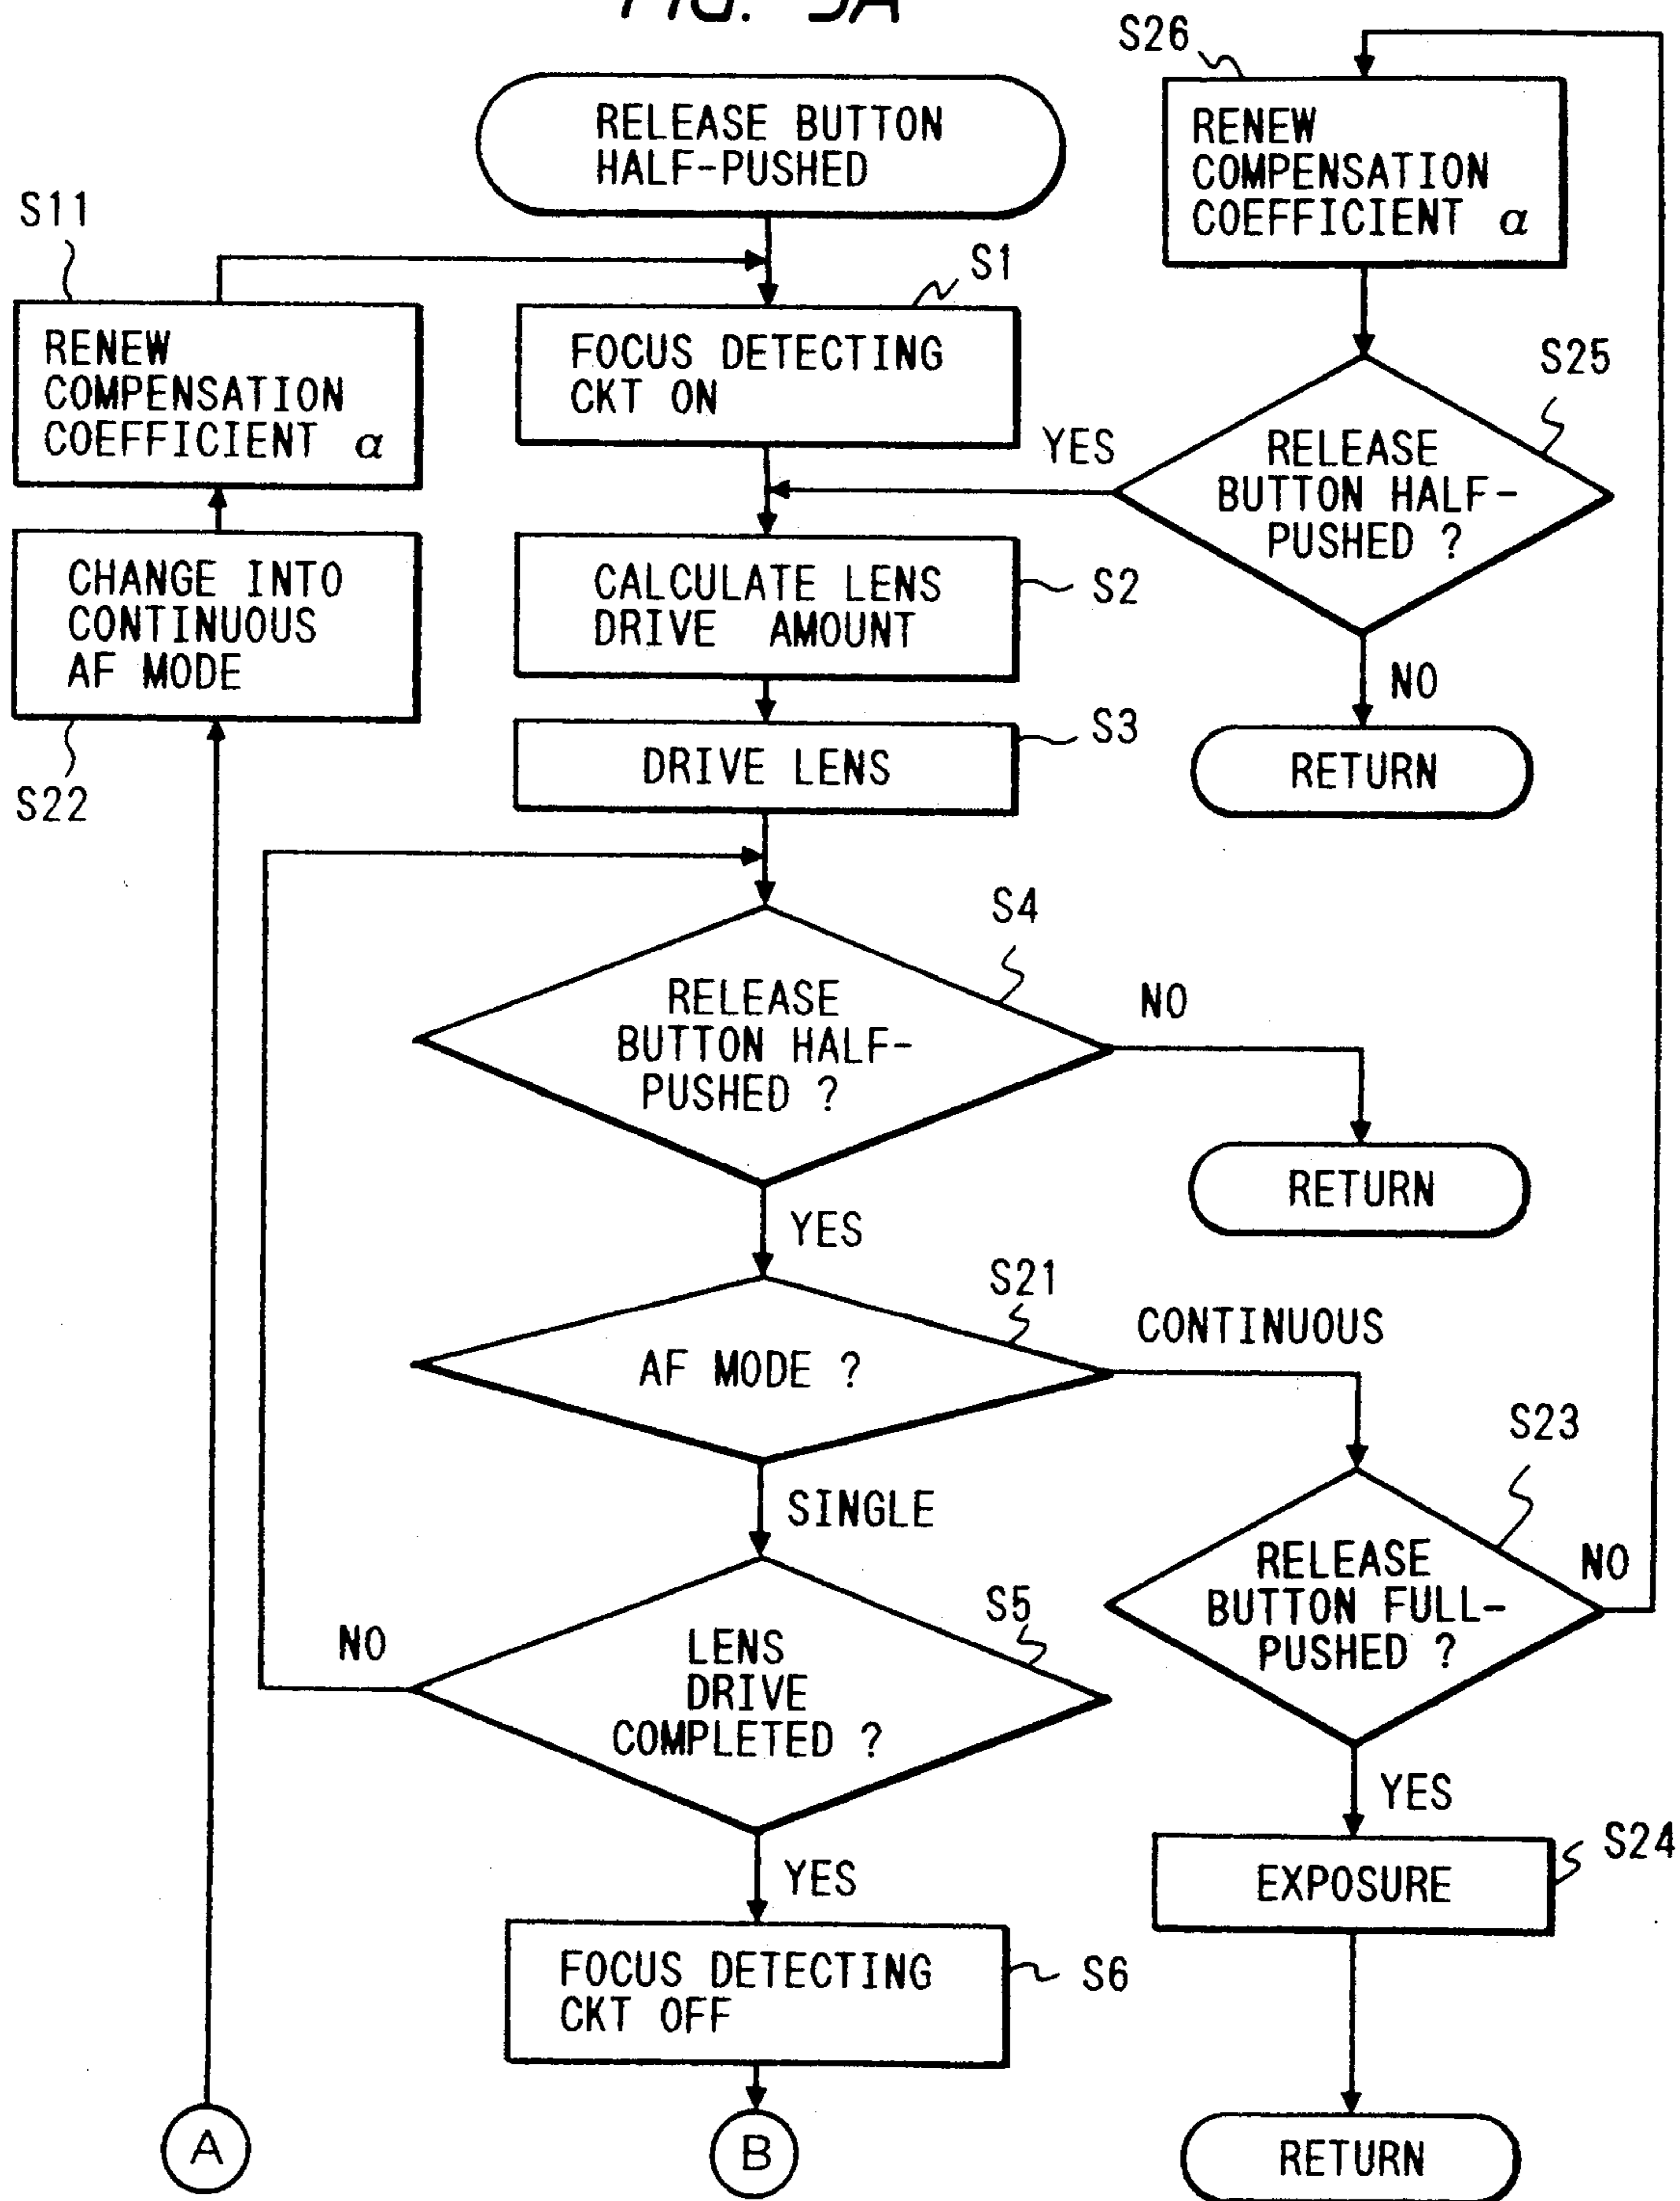 FIG. 5A
RELEASE BUTTON
HALF-PUSHED
S26
RENEW
COMPENSATION
COEFFICIENT α
S11
RENEW
COMPENSATION
COEFFICIENT α
S1
FOCUS DETECTING
CKT ON
S25
RELEASE
BUTTON HALF-
PUSHED ?
YES
NO
RETURN
CHANGE INTO
CONTINUOUS
AF MODE
S22
CALCULATE LENS
DRIVE AMOUNT
S2
DRIVE LENS
S3
S4
RELEASE
BUTTON HALF-
PUSHED ?
NO
RETURN
YES
S21
AF MODE ?
CONTINUOUS
SINGLE
S23
RELEASE
BUTTON FULL-
PUSHED ?
NO
YES
S5
LENS
DRIVE
COMPLETED ?
NO
YES
EXPOSURE
S24
FOCUS DETECTING
CKT OFF
S6
A
B
RETURN